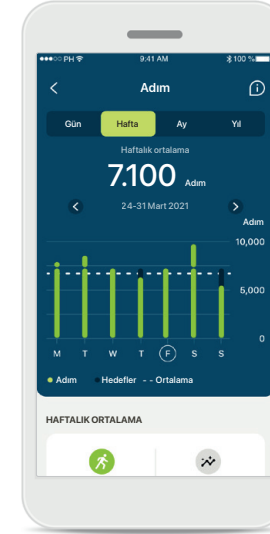 PH 9:41 AM 100 %
Adım
Gün Hafta Ay Yıl
Haftalık ortalama
7.100 Adım
24-31 Mart 2021
Adım
10,000
5,000
0
M T W T F S S
Adım Hedefler - - Ortalama
HAFTALIK ORTALAMA